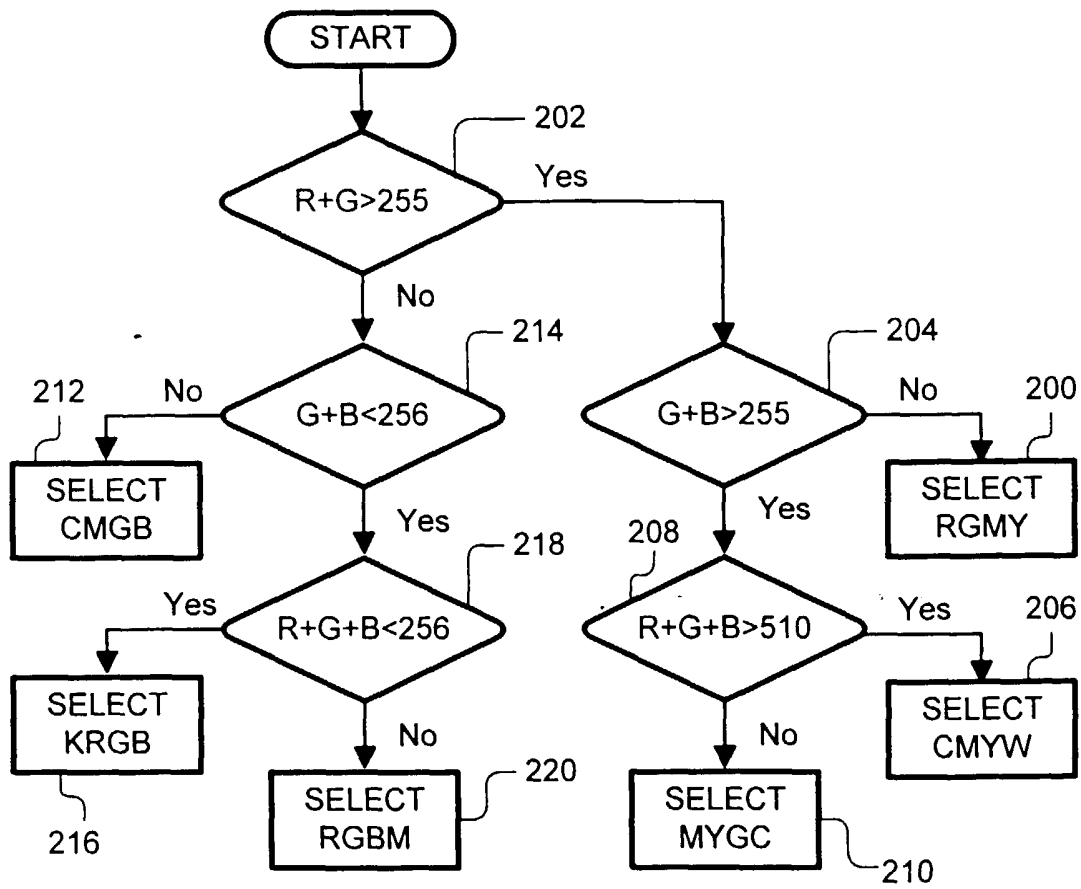 START
202
R+G>255
Yes
No
214
204
212
No
G+B<256
G+B>255
No
200
SELECT
CMGB
SELECT
RGMY
Yes
Yes
218
208
Yes
R+G+B<256
R+G+B>510
Yes
206
SELECT
KRGB
SELECT
CMYW
No
No
216
SELECT
RGBM
220
SELECT
MYGC
210